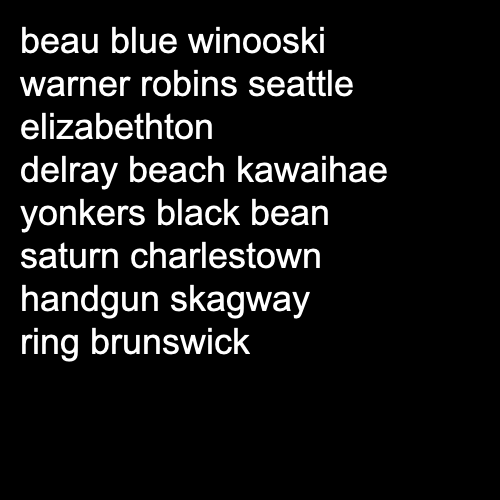 beau blue winooski
warner robins seattle
elizabethton
delray beach kawaihae
yonkers black bean
saturn charlestown
handgun skagway
ring brunswick